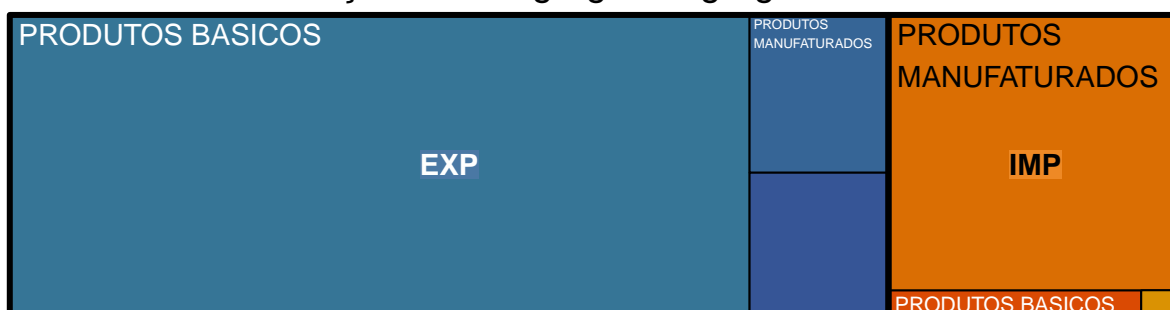 PRODUTOS BASICOS
PRODUTOS
MANUFATURADOS
PRODUTOS
MANUFATURADOS
EXP
IMP
PRODUTOS BASICOS